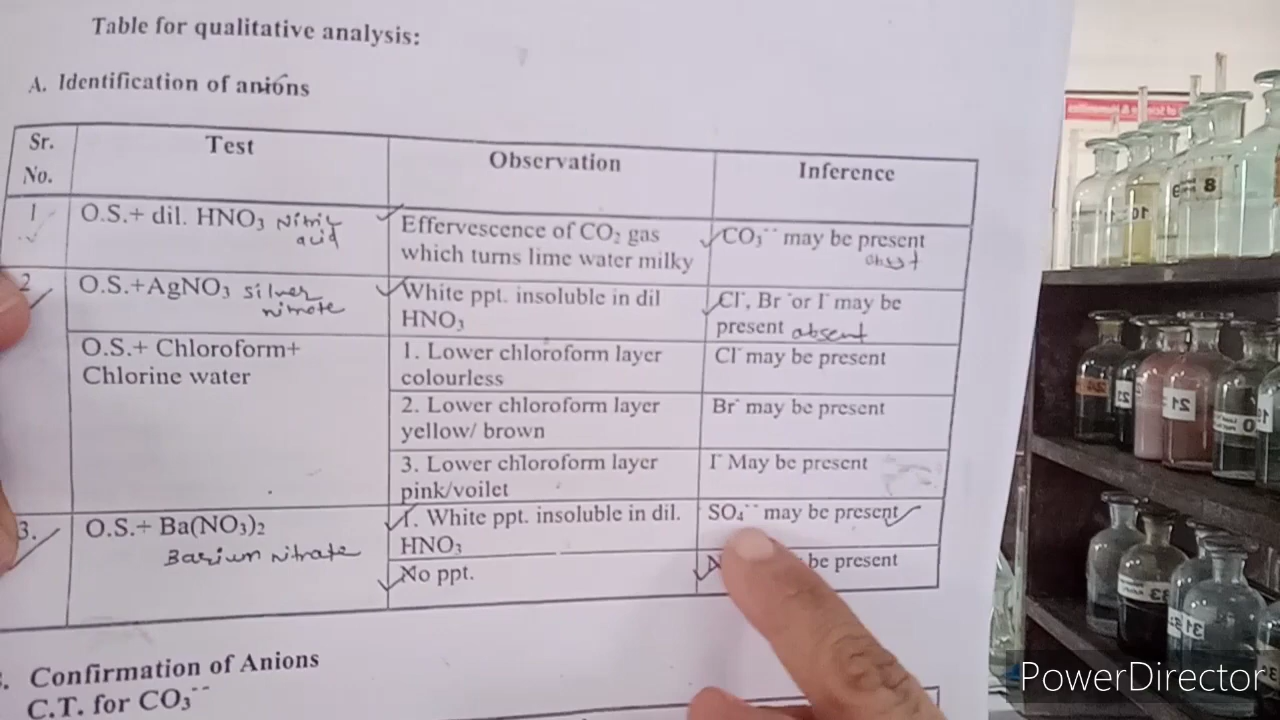 Table for qualitative analysis:
A. Identification of anions
Sr. No.
Test
Observation
Inference
1
O.S.+ dil. HNO₃ Nitric acid
Effervescence of CO₂ gas
which turns lime water milky
CO₃⁻⁻ may be present
2
O.S.+AgNO₃ silver
White ppt. insoluble in dil
HNO₃
Cl⁻, Br⁻ or I⁻ may be
present absent
O.S.+ Chloroform+
Chlorine water
1. Lower chloroform layer
colourless
Cl⁻ may be present
2. Lower chloroform layer
yellow/ brown
Br⁻ may be present
3. Lower chloroform layer
pink/voilet
I⁻ May be present
3.
O.S.+ Ba(NO₃)₂
Barium nitrate
1. White ppt. insoluble in dil.
HNO₃
SO₄⁻⁻ may be present
No ppt.
be present
Confirmation of Anions
C.T. for CO₃⁻⁻
8
10
21
PowerDirector